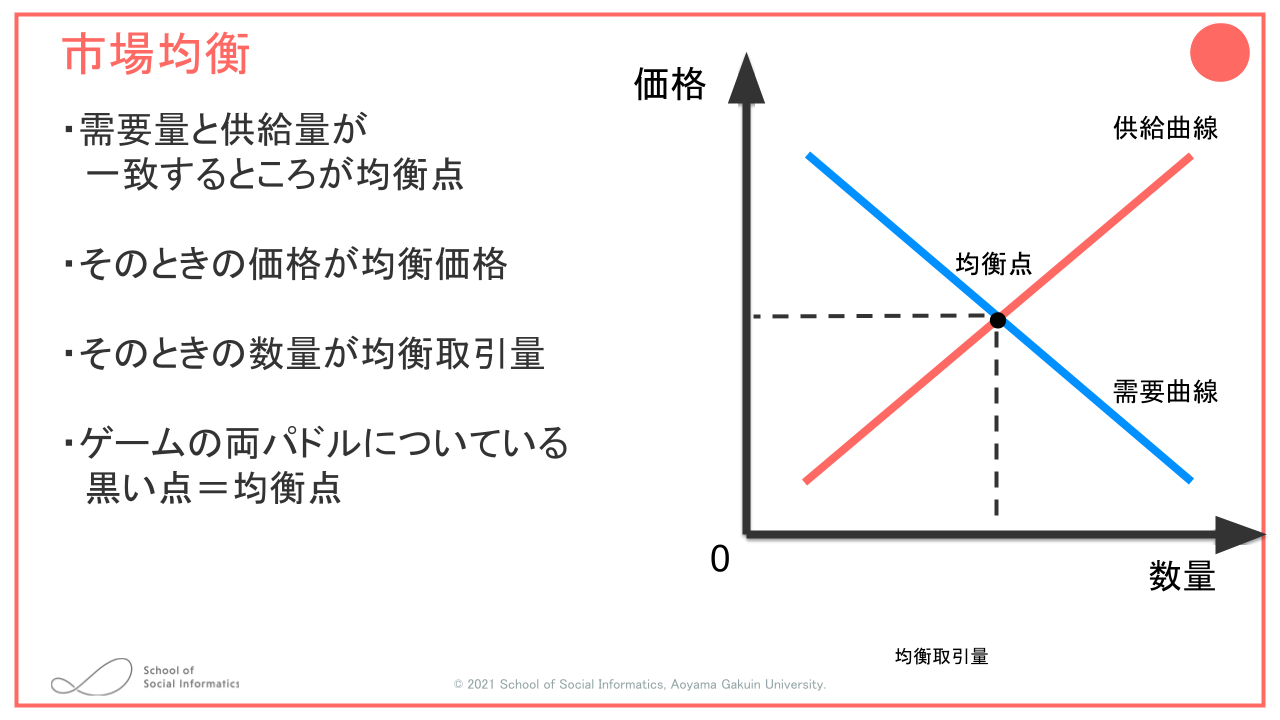 市場均衡
・需要量と供給量が
一致するところが均衡点
・そのときの価格が均衡価格
・そのときの数量が均衡取引量
・ゲームの両パドルについている
黒い点＝均衡点
価格
供給曲線
均衡点
需要曲線
0
数量
均衡取引量
School of
Social Informatics
© 2021 School of Social Informatics, Aoyama Gakuin University.